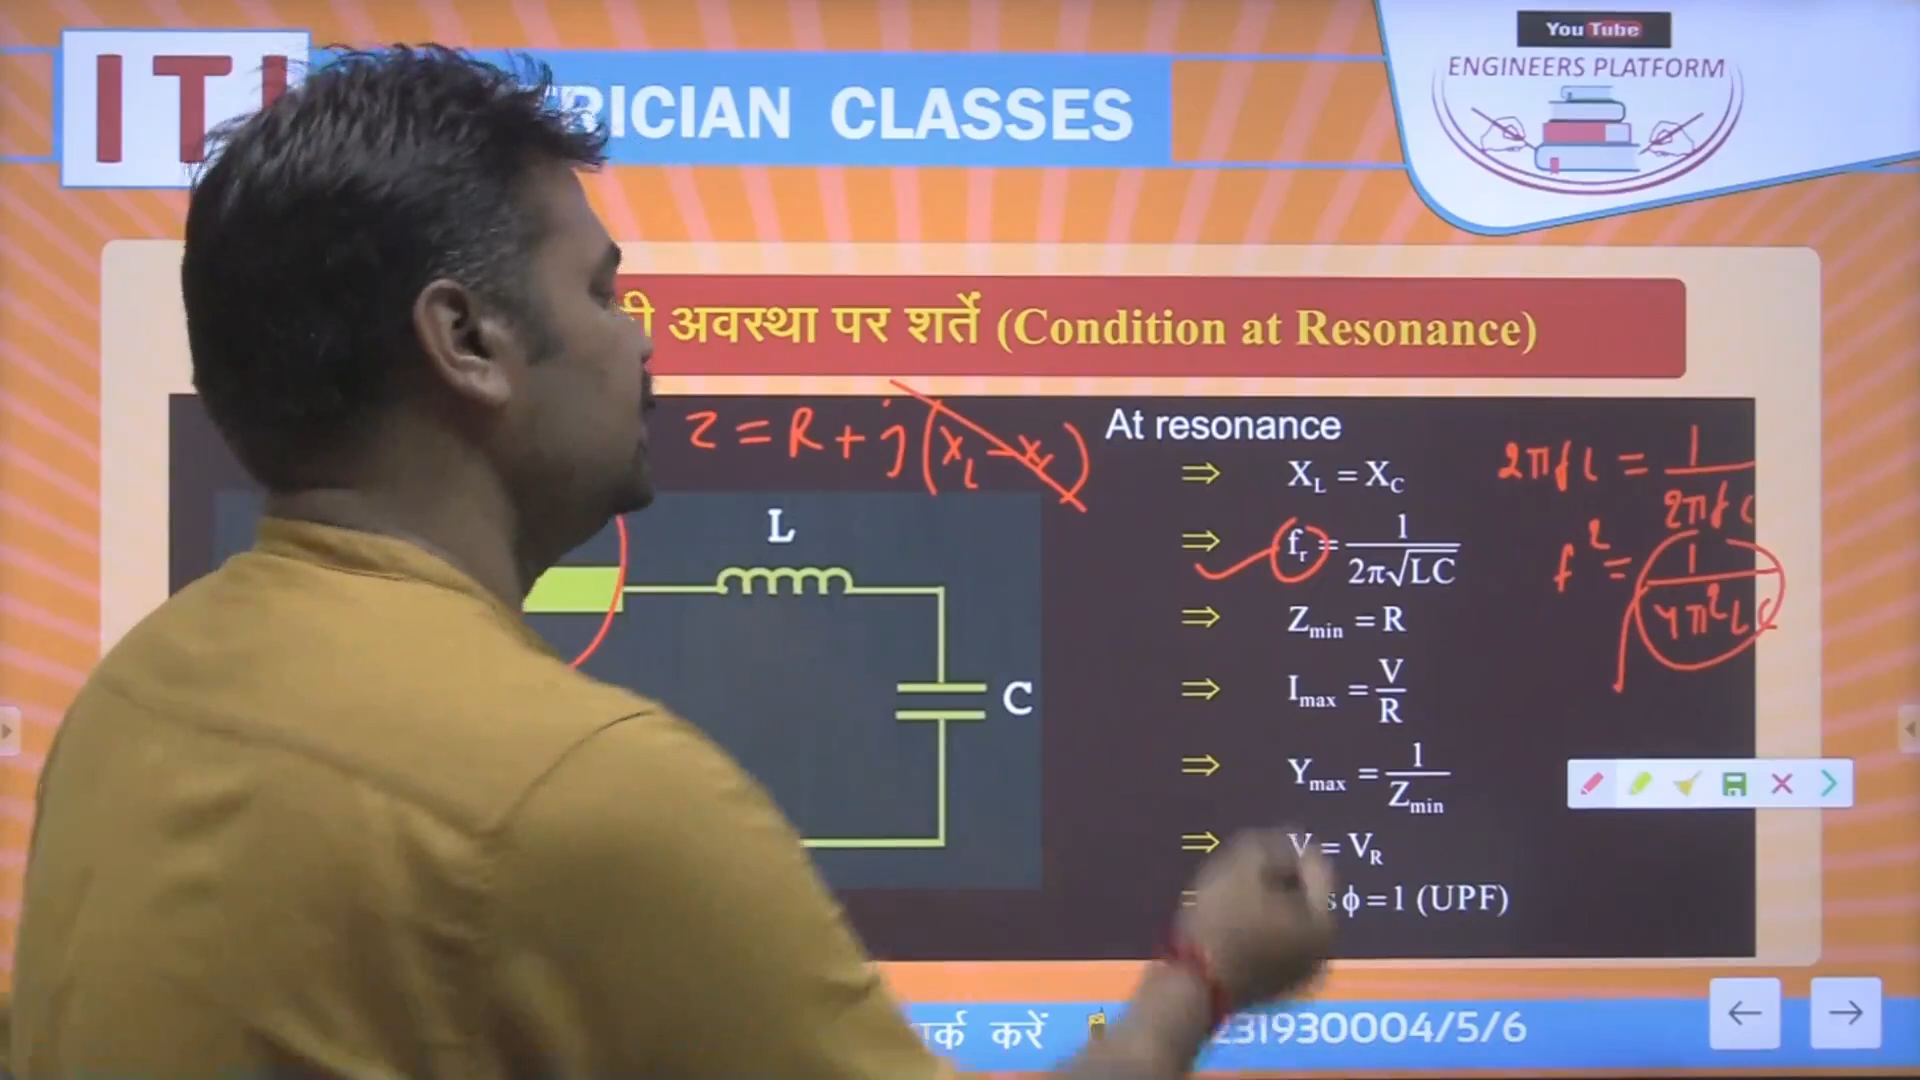 You Tube
ENGINEERS PLATFORM
CLASSES
अवस्था पर शर्तें (Condition at Resonance)
Z = R + j (X_L - X_C)
At resonance
⇒ X_L = X_C
2πfL = 1/2πfC
⇒ f_r = 1/2π√LC
f² = 1/4π²LC
⇒ Z_min = R
⇒ I_max = V/R
⇒ Y_max = 1/Z_min
⇒ V = V_R
φ = 1 (UPF)
L
C
करें
231930004/5/6